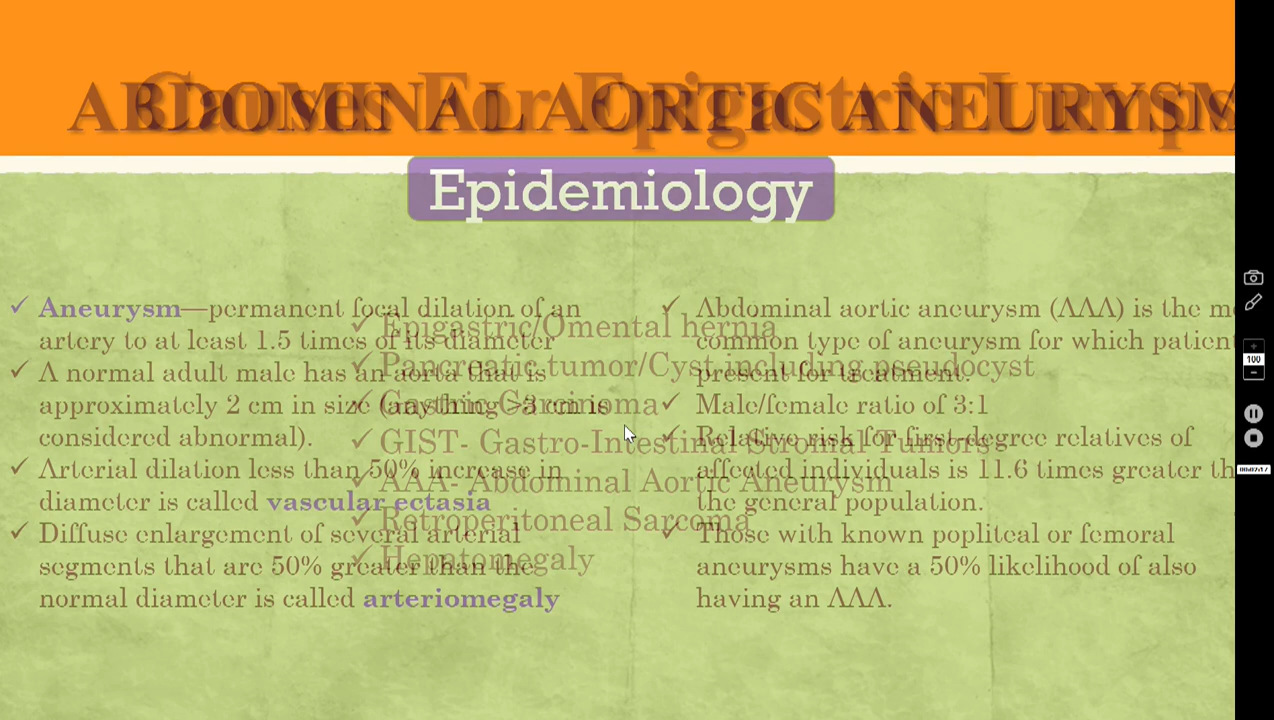 Causes For Epigastric Lumps
ABDOMINAL AORTIC ANEURYSM
Epidemiology
✓ Aneurysm—permanent focal dilation of an
artery to at least 1.5 times of its diameter
✓ A normal adult male has an aorta that is
approximately 2 cm in size (anything >3 cm is
considered abnormal).
✓ Arterial dilation less than 50% increase in
diameter is called vascular ectasia
✓ Diffuse enlargement of several arterial
segments that are 50% greater than the
normal diameter is called arteriomegaly
✓ Epigastric/Omental hernia
✓ Pancreatic tumor/Cyst including pseudocyst
✓ Gastric Carcinoma
✓ GIST- Gastro-Intestinal Stromal Tumors
✓ AAA- Abdominal Aortic Aneurysm
✓ Retroperitoneal Sarcoma
✓ Hepatomegaly
✓ Abdominal aortic aneurysm (AAA) is the
common type of aneurysm for which patien
present for treatment.
✓ Male/female ratio of 3:1
✓ Relative risk for first-degree relatives of
affected individuals is 11.6 times greater th
the general population.
✓ Those with known popliteal or femoral
aneurysms have a 50% likelihood of also
having an AAA.
100